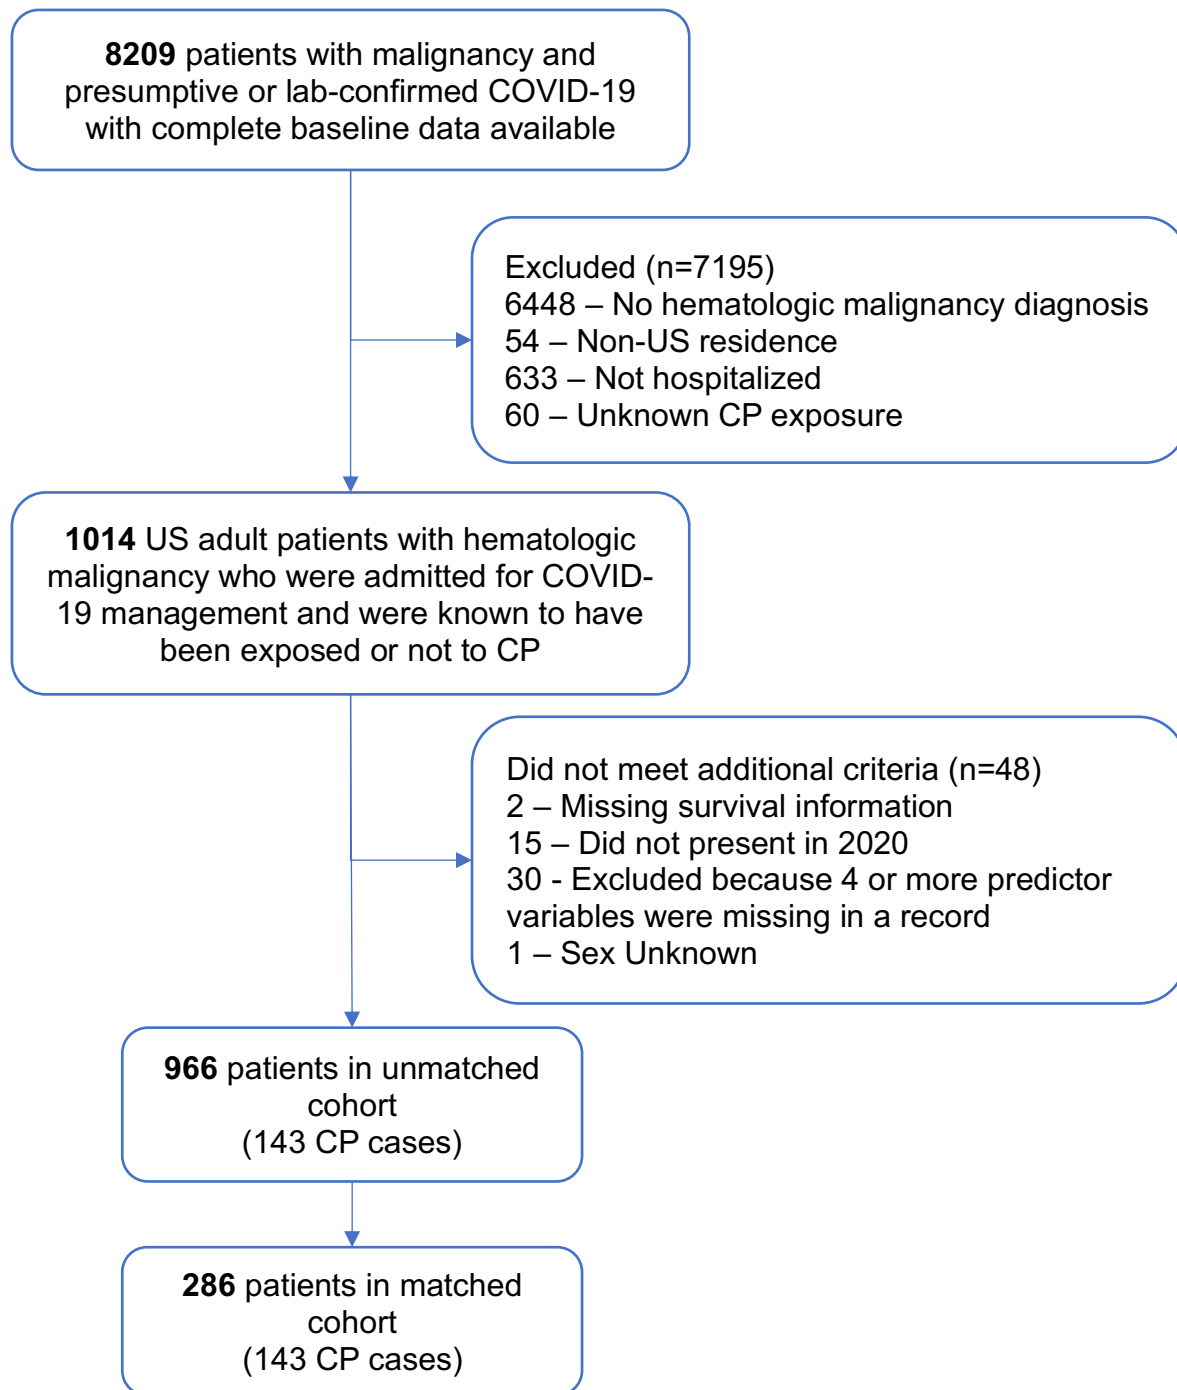 8209 patients with malignancy and
presumptive or lab-confirmed COVID-19
with complete baseline data available
Excluded (n=7195)
6448 – No hematologic malignancy diagnosis
54 – Non-US residence
633 – Not hospitalized
60 – Unknown CP exposure
1014 US adult patients with hematologic
malignancy who were admitted for COVID-
19 management and were known to have
been exposed or not to CP
Did not meet additional criteria (n=48)
2 – Missing survival information
15 – Did not present in 2020
30 - Excluded because 4 or more predictor
variables were missing in a record
1 – Sex Unknown
966 patients in unmatched
cohort
(143 CP cases)
286 patients in matched
cohort
(143 CP cases)